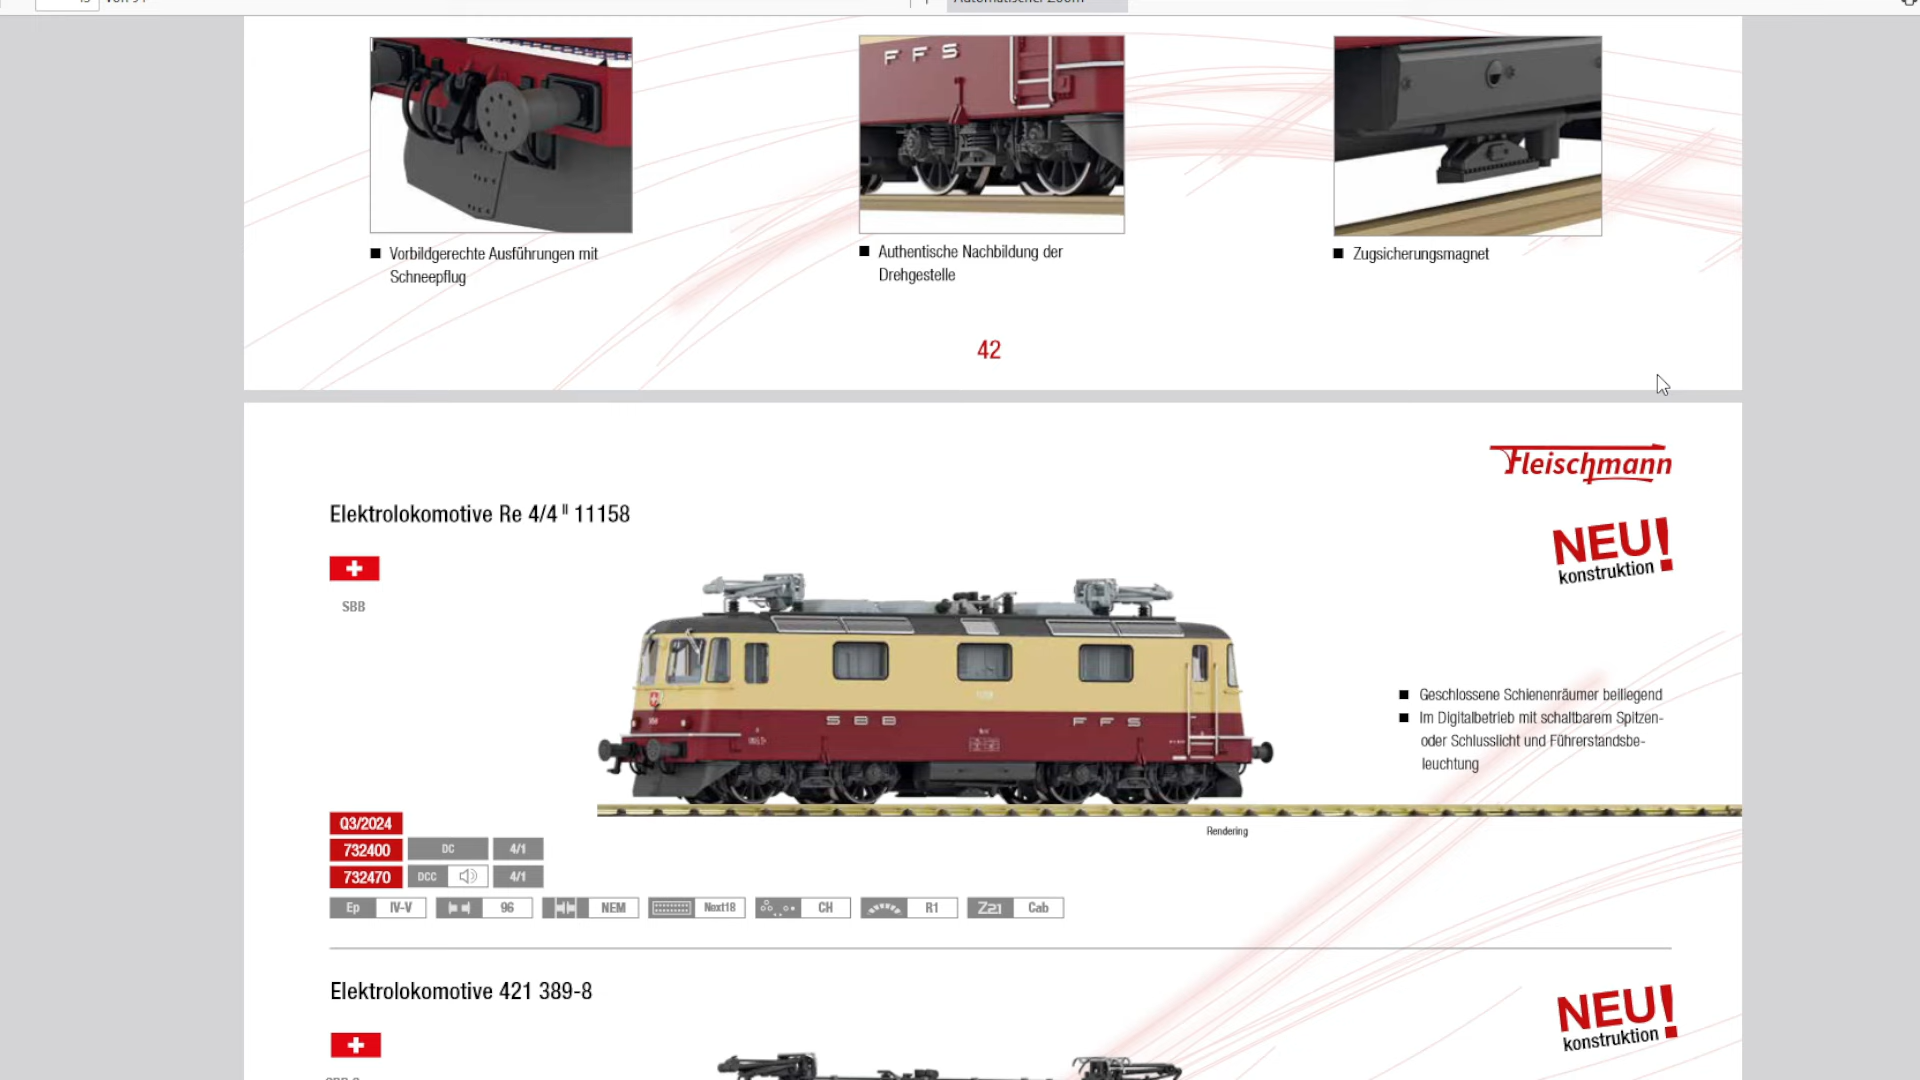 FFS
Vorbildgerechte Ausführungen mit
Schneepflug
Authentische Nachbildung der
Drehgestelle
Zugsicherungsmagnet
42
Fleischmann
Elektrolokomotive Re 4/4 II 11158
NEU!
konstruktion
SBB
SBB FFS
Geschlossene Schienenräumer beiliegend
Im Digitalbetrieb mit schaltbarem Spitzen-
oder Schlusslicht und Führerstandsbe-
leuchtung
Rendering
Q3/2024
732400 DC 4/1
732470 DCC 4/1
Ep IV-V 96 NEM Next18 CH R1 Z21 Cab
Elektrolokomotive 421 389-8
NEU!
konstruktion